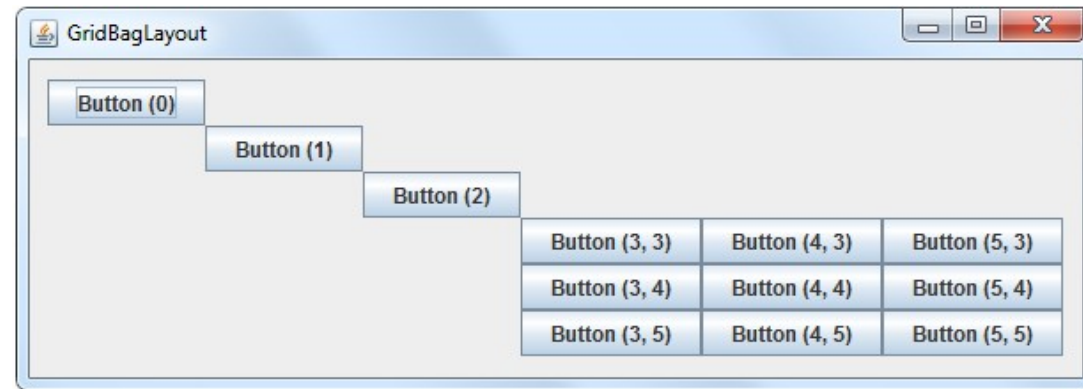 GridBagLayout
Button (0)
Button (1)
Button (2)
Button (3, 3) Button (4, 3) Button (5, 3)
Button (3, 4) Button (4, 4) Button (5, 4)
Button (3, 5) Button (4, 5) Button (5, 5)